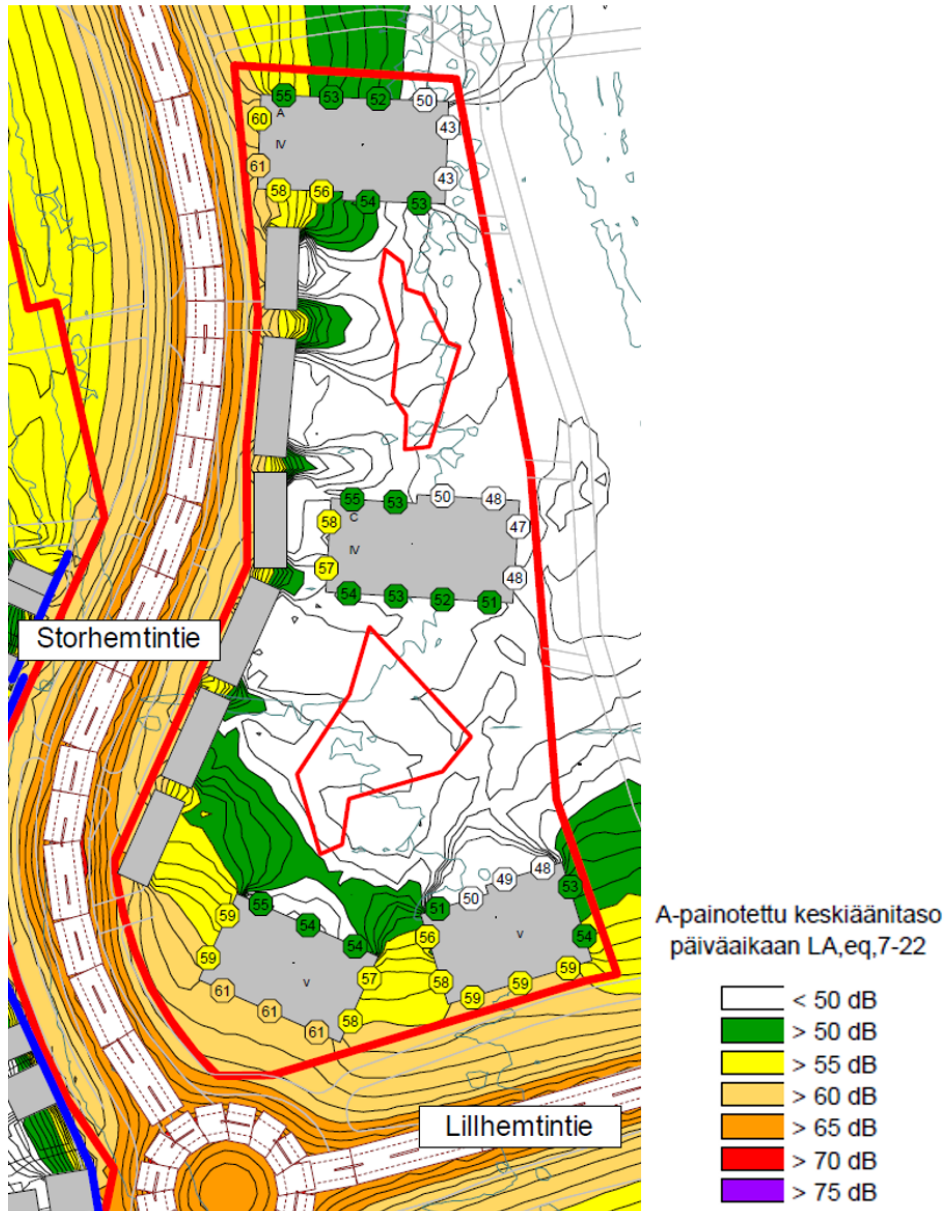 55 53 52 50
60 A 43
IV
61 43
58 56 54 53
55 53 50 48
58 C 47
57 IV 48
54 53 52 51
Storhemtintie
59 55 54 54
59 V 57
61 61 61 58
51 50 49 48 53
56 V 54
58 59 59 59
Lillhemtintie
A-painotettu keskiäänitaso
päiväaikaan LA,eq,7-22
< 50 dB
> 50 dB
> 55 dB
> 60 dB
> 65 dB
> 70 dB
> 75 dB